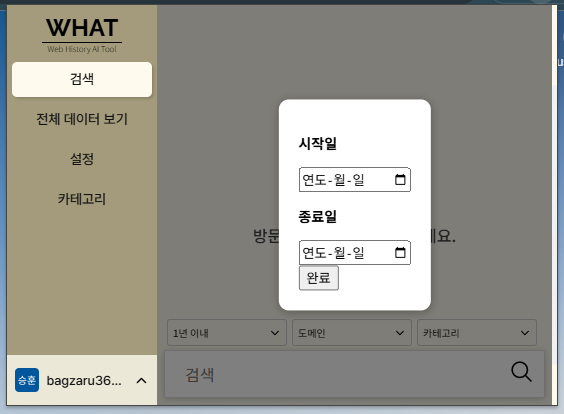 WHAT
Web History AI Tool
검색
전체 데이터 보기
설정
카테고리
시작일
연도-월-일
종료일
연도-월-일
완료
방문
요.
1년 이내
도메인
카테고리
검색
승훈
bagzaru36...